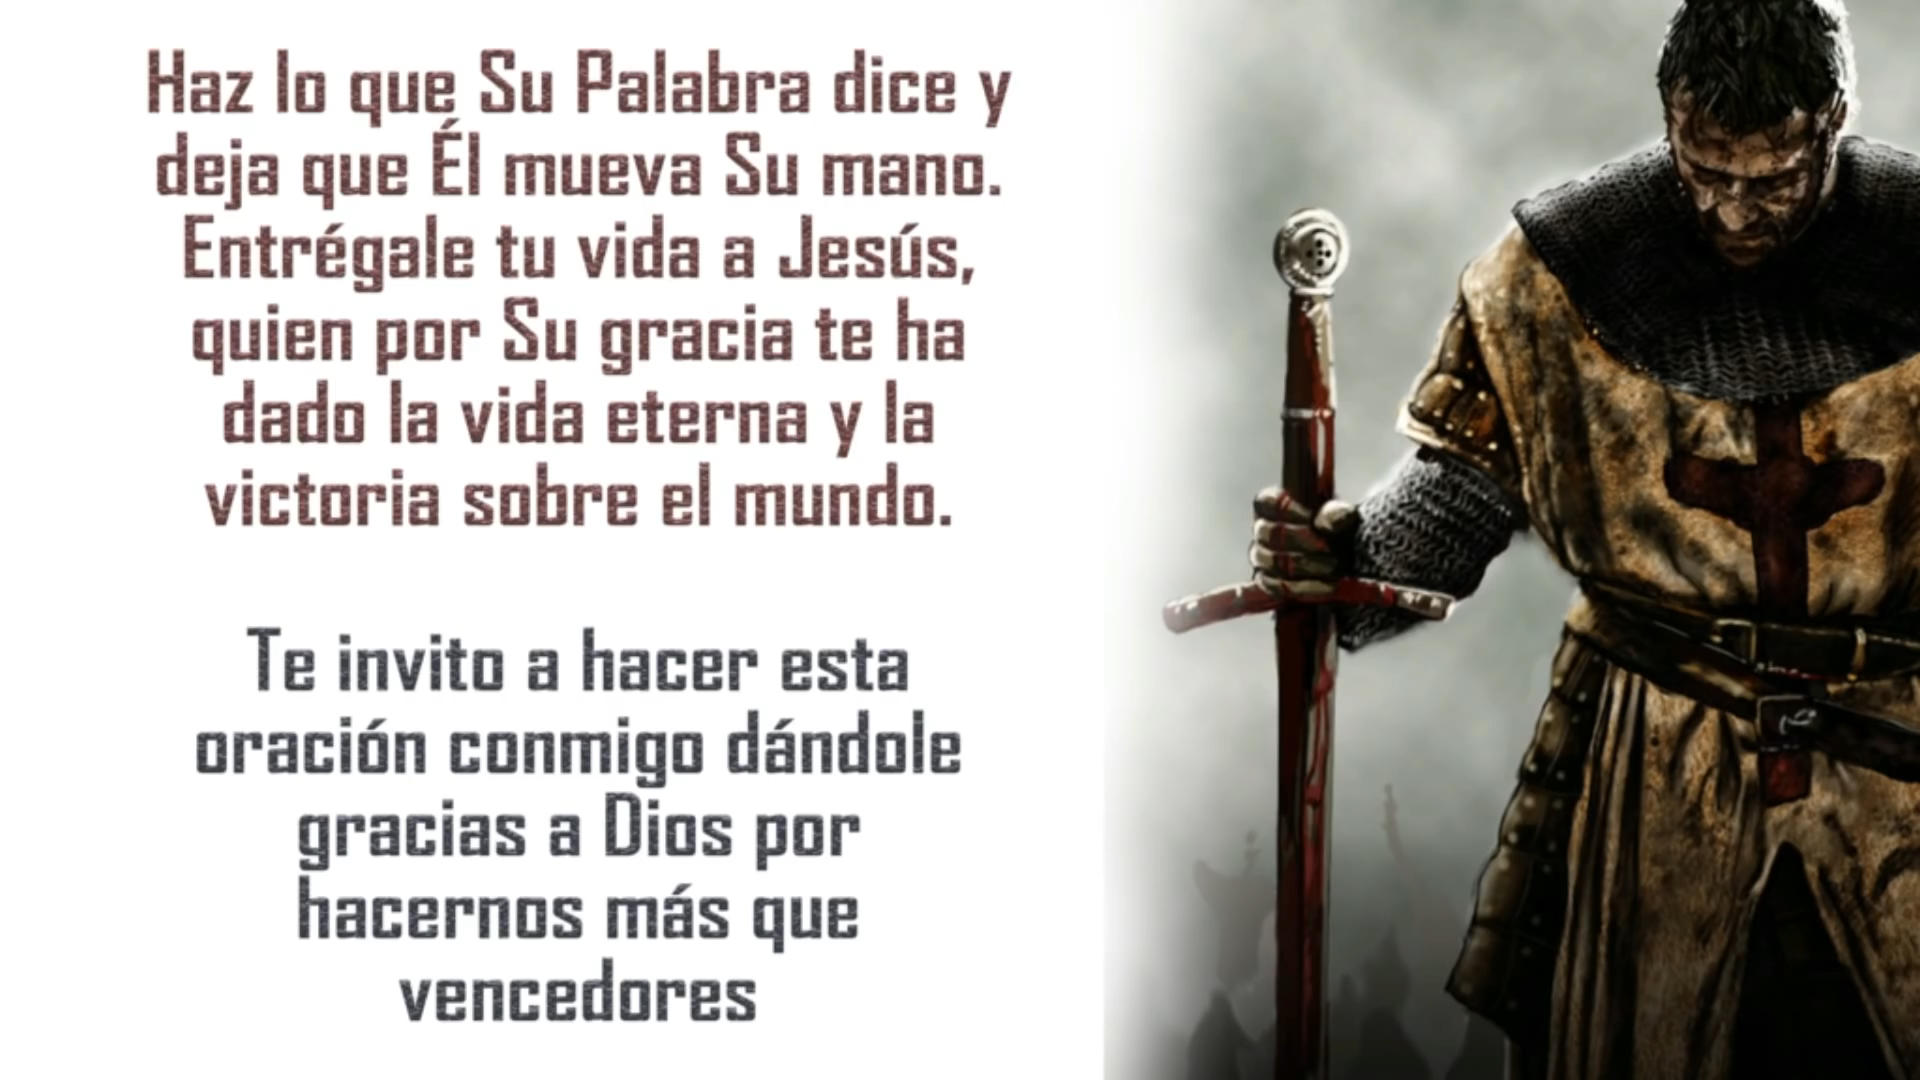 Haz lo que Su Palabra dice y
deja que Él mueva Su mano.
Entrégale tu vida a Jesús,
quien por Su gracia te ha
dado la vida eterna y la
victoria sobre el mundo.
Te invito a hacer esta
oración conmigo dándole
gracias a Dios por
hacernos más que
vencedores